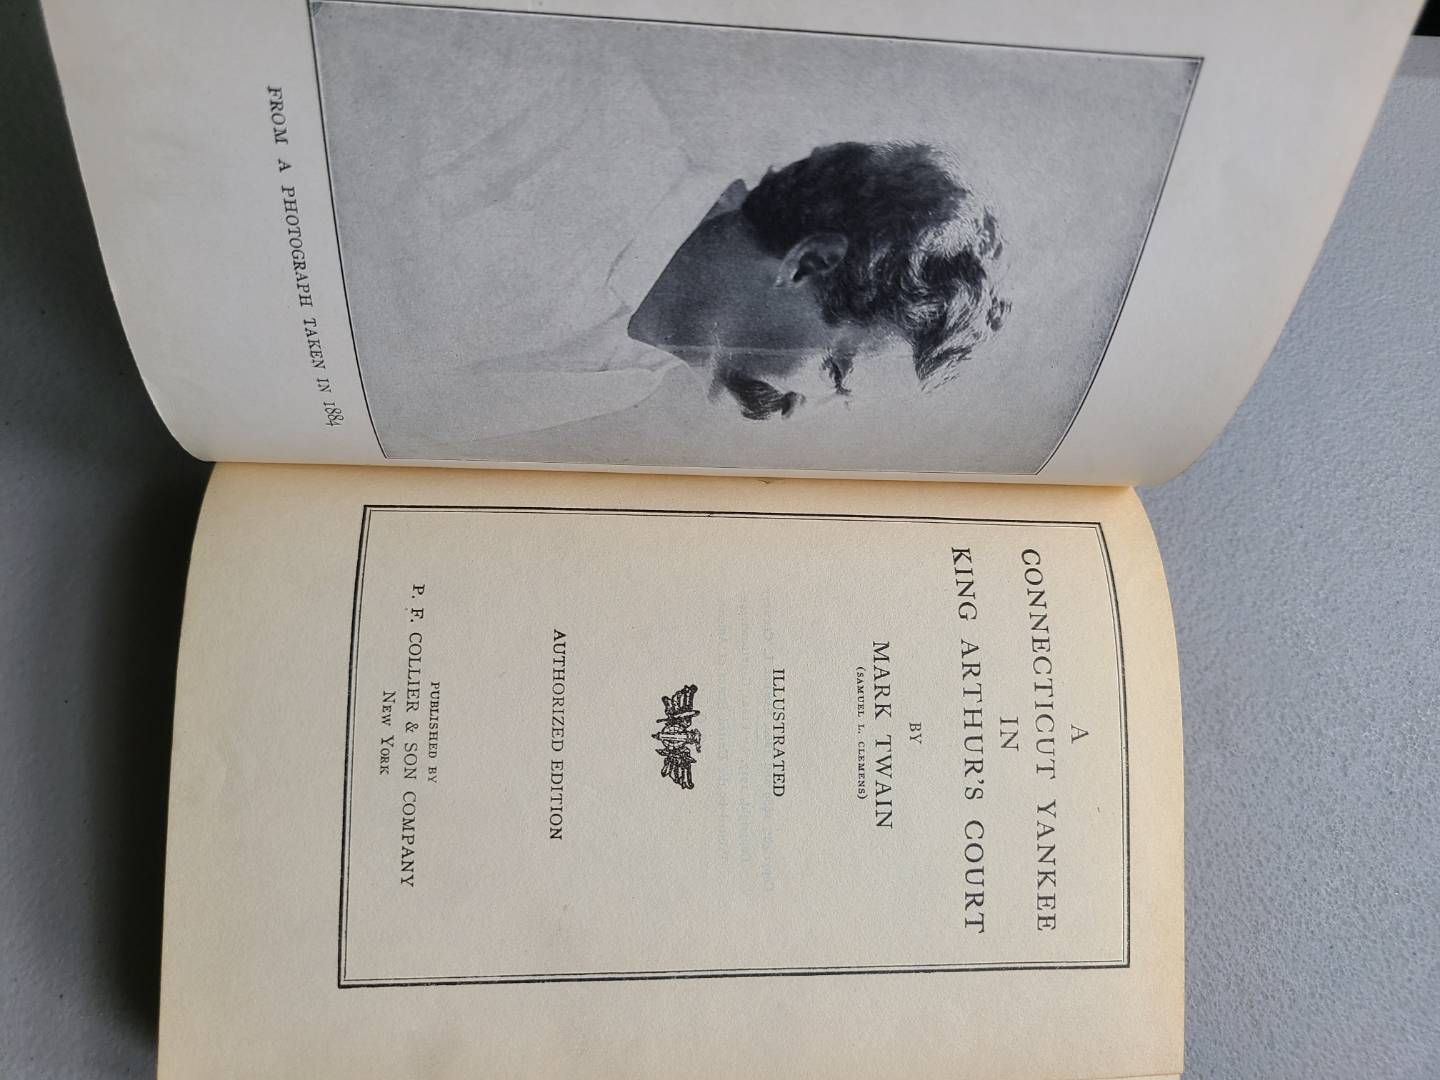 FROM A PHOTOGRAPH TAKEN IN 1884
A
CONNECTICUT YANKEE
IN
KING ARTHUR'S COURT
BY
MARK TWAIN
(SAMUEL L. CLEMENS)
ILLUSTRATED
AUTHORIZED EDITION
PUBLISHED BY
P. F. COLLIER & SON COMPANY
NEW YORK